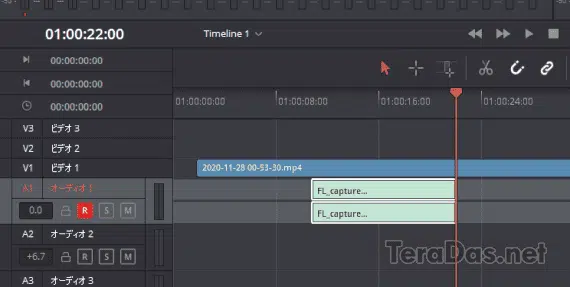 01:00:22:00
Timeline 1
00:00:00:00
00:00:00:00
00:00:00:00
01:00:00:00
01:00:08:00
01:00:16:00
01:00:24:00
V3 ビデオ 3
V2 ビデオ 2
V1 ビデオ 1
2020-11-28 00-53-30.mp4
A1 オーディオ 1
FL_capture...
0.0 R S M
FL_capture...
A2 オーディオ 2
+6.7 R S M
A3 オーディオ 3
TeraDas.net